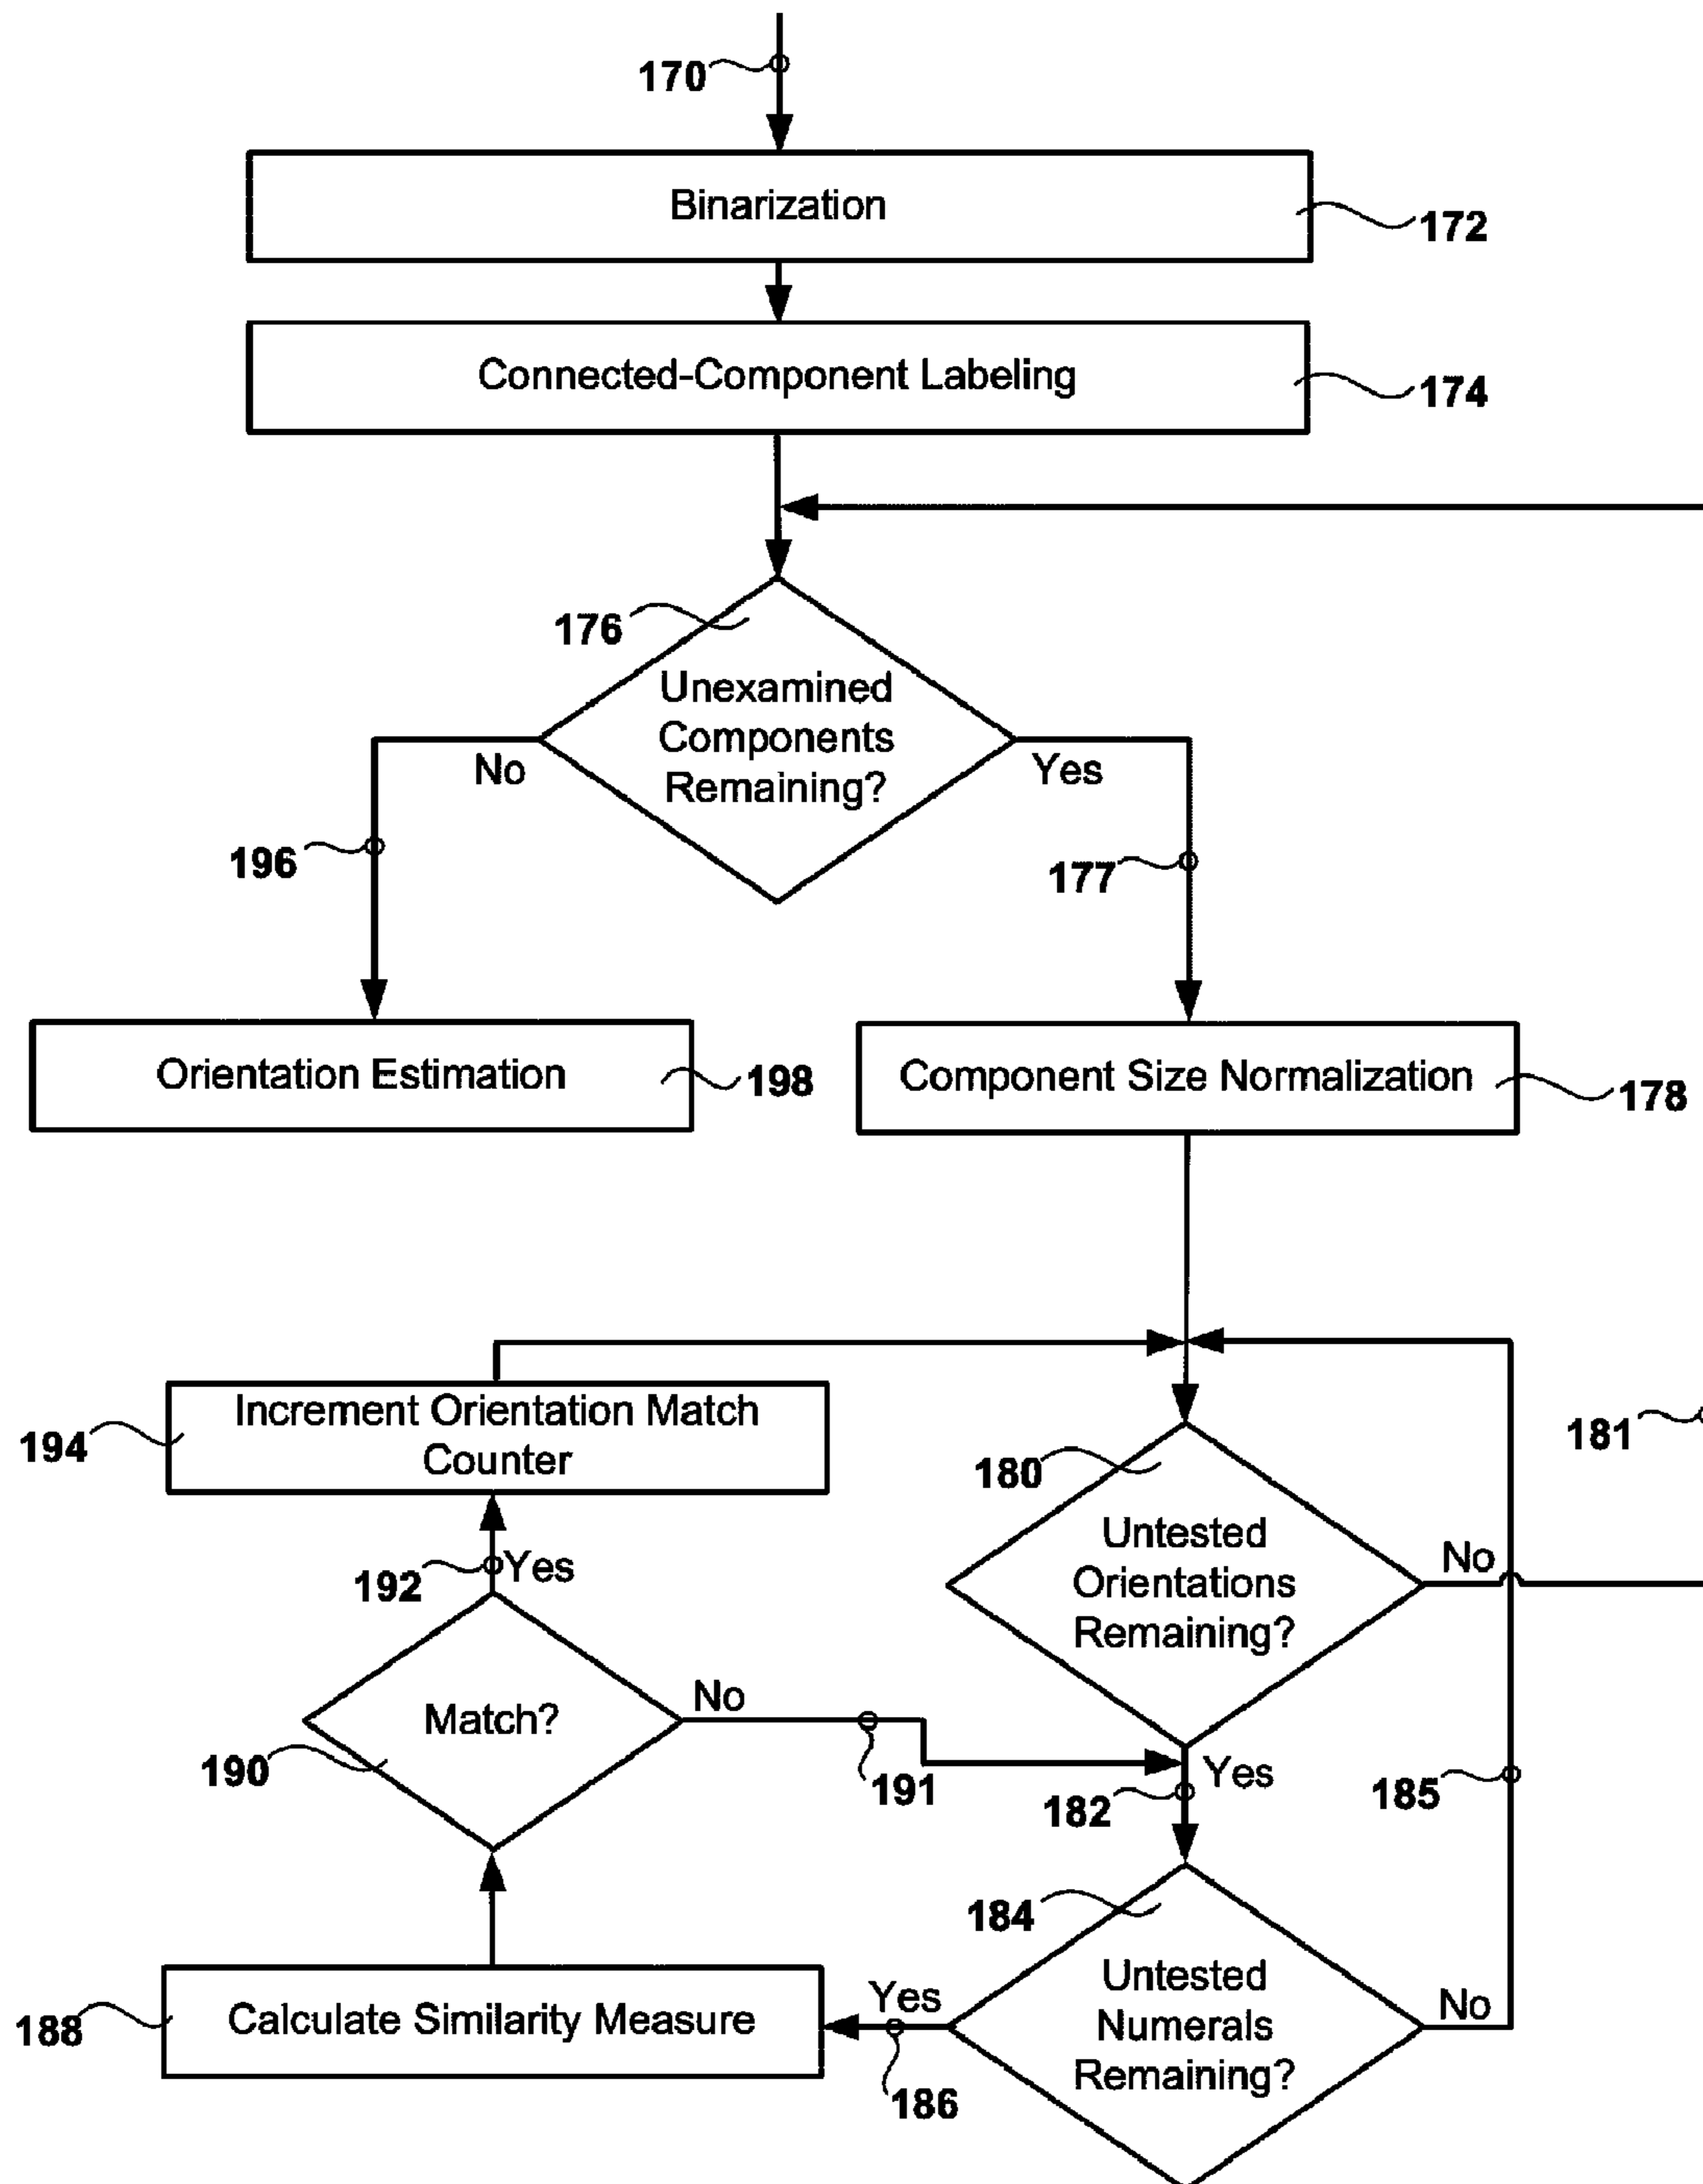 170
Binarization
172
Connected-Component Labeling
174
176
Unexamined
Components
Remaining?
No
Yes
196
177
Orientation Estimation
198
Component Size Normalization
178
Increment Orientation Match
Counter
194
181
180
Untested
Orientations
Remaining?
No
192
Yes
Match?
No
190
191
Yes
182
185
184
Untested
Numerals
Remaining?
Yes
No
Calculate Similarity Measure
188
186